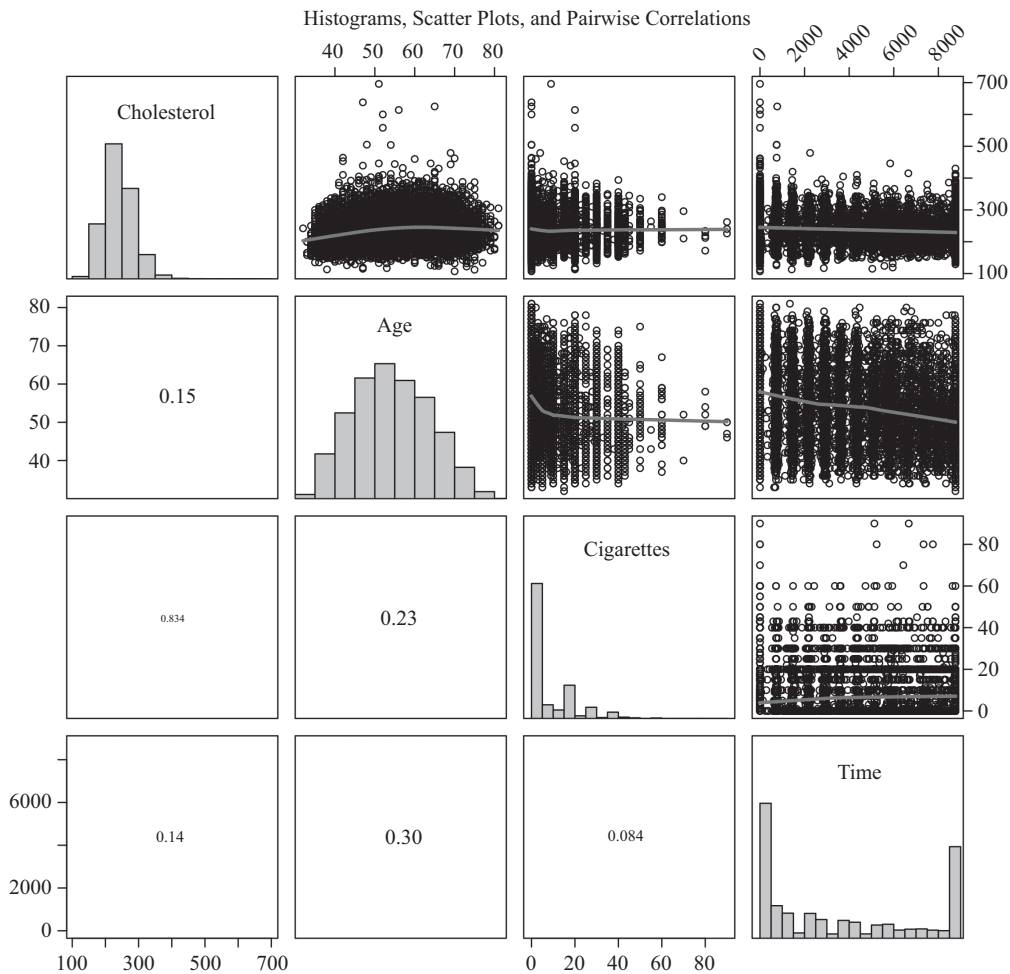 Histograms, Scatter Plots, and Pairwise Correlations
40 50 60 70 80
0 2000 4000 6000 8000
Cholesterol
700
500
300
100
80
70
60
50
40
0.15
Age
0.834
0.23
Cigarettes
80
60
40
20
0
6000
2000
0
0.14
0.30
0.084
Time
100 300 500 700
0 20 40 60 80